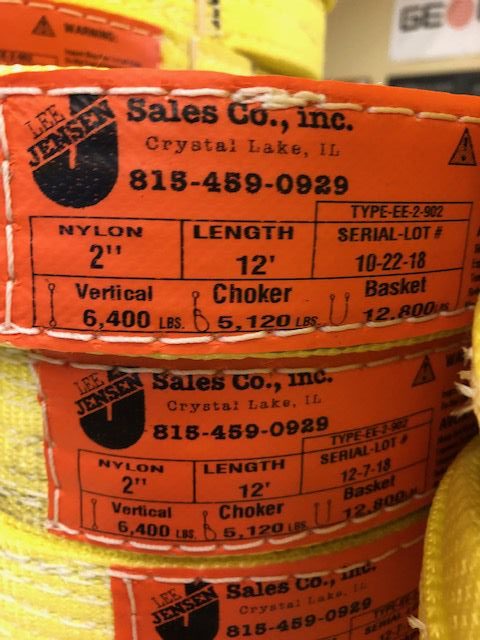 WARNING:
GE
LEE
JENSEN
Sales Co., inc.
Crystal Lake, IL
815-459-0929
TYPE-EE-2-902
NYLON LENGTH SERIAL-LOT #
2" 12' 10-22-18
Vertical Choker Basket
6,400 LBS. 5,120 LBS. 12,800
LEE
JENSEN
Sales Co., inc.
Crystal Lake, IL
815-459-0929
TYPE-EE-2-902
NYLON LENGTH SERIAL-LOT #
2" 12' 12-7-18
Vertical Choker Basket
6,400 LBS. 5,120 LBS. 12,800
LEE
JENSEN
Sales Co., inc.
Crystal Lake, IL
815-459-0929
TYPE-EE